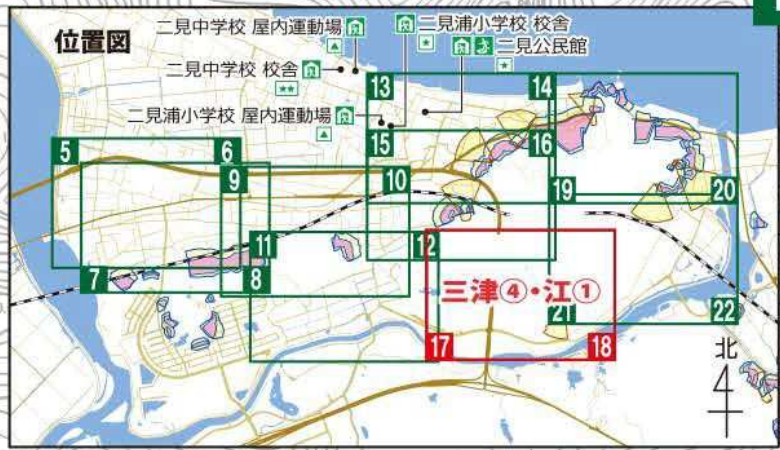 位置図
二見中学校 屋内運動場
▲
二見浦小学校 校舎
★
二見公民館
★
二見中学校 校舎
★★
二見浦小学校 屋内運動場
▲
13
14
5
6
15
16
9
10
19
20
11
12
7
8
三津④・江①
21
22
17
18
北